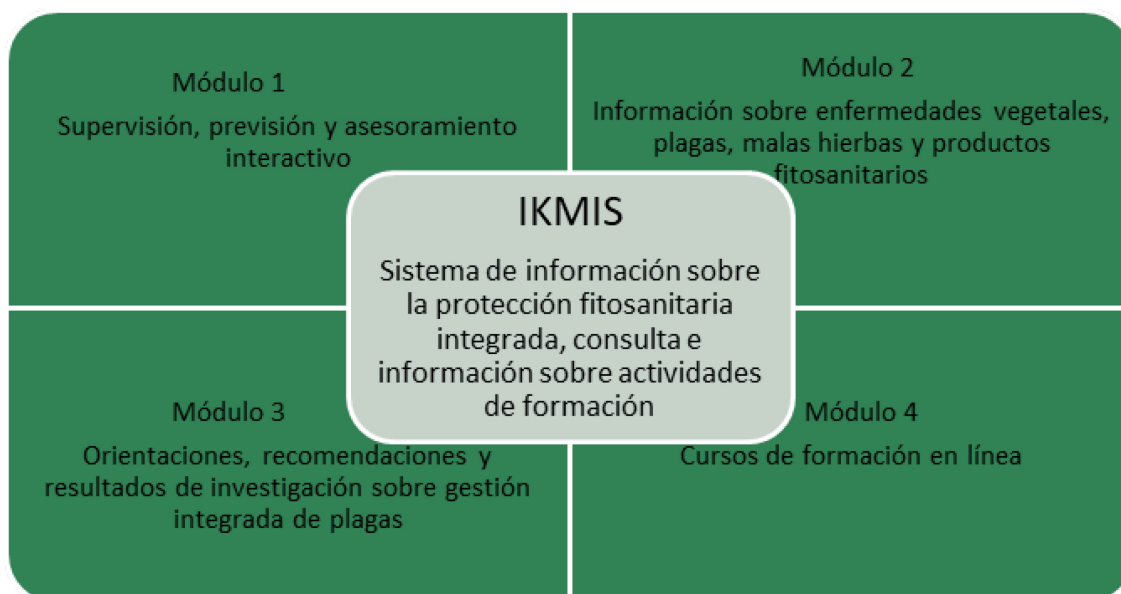 Módulo 1
Supervisión, previsión y asesoramiento
interactivo
Módulo 2
Información sobre enfermedades vegetales,
plagas, malas hierbas y productos
fitosanitarios
IKMIS
Sistema de información sobre
la protección fitosanitaria
integrada, consulta e
información sobre actividades
de formación
Módulo 3
Orientaciones, recomendaciones y
resultados de investigación sobre gestión
integrada de plagas
Módulo 4
Cursos de formación en línea